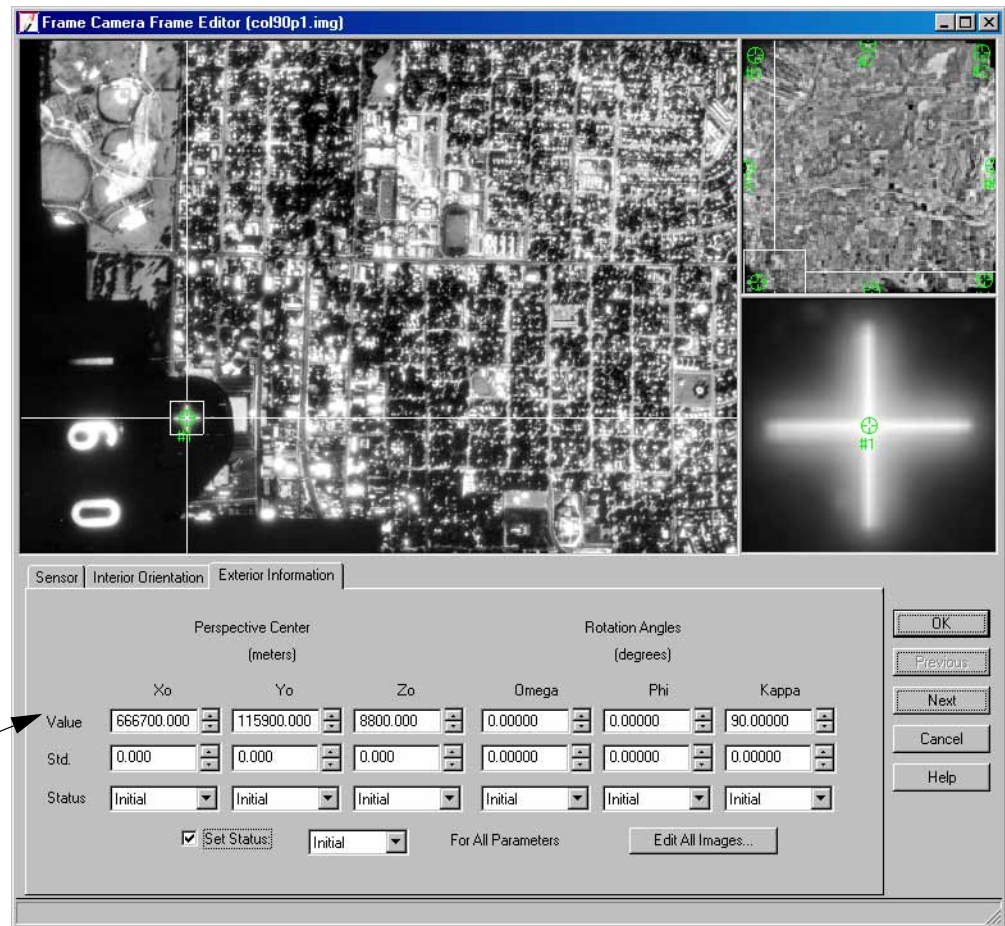 Frame Camera Frame Editor (col90p1.img)
#1
#1
Sensor
Interior Orientation
Exterior Information
Perspective Center
(meters)
Rotation Angles
(degrees)
Xo Yo Zo Omega Phi Kappa
Value 666700.000 115900.000 8800.000 0.00000 0.00000 90.00000
Std. 0.000 0.000 0.000 0.00000 0.00000 0.00000
Status Initial Initial Initial Initial Initial Initial
Set Status: Initial For All Parameters Edit All Images...
OK
Previous
Next
Cancel
Help